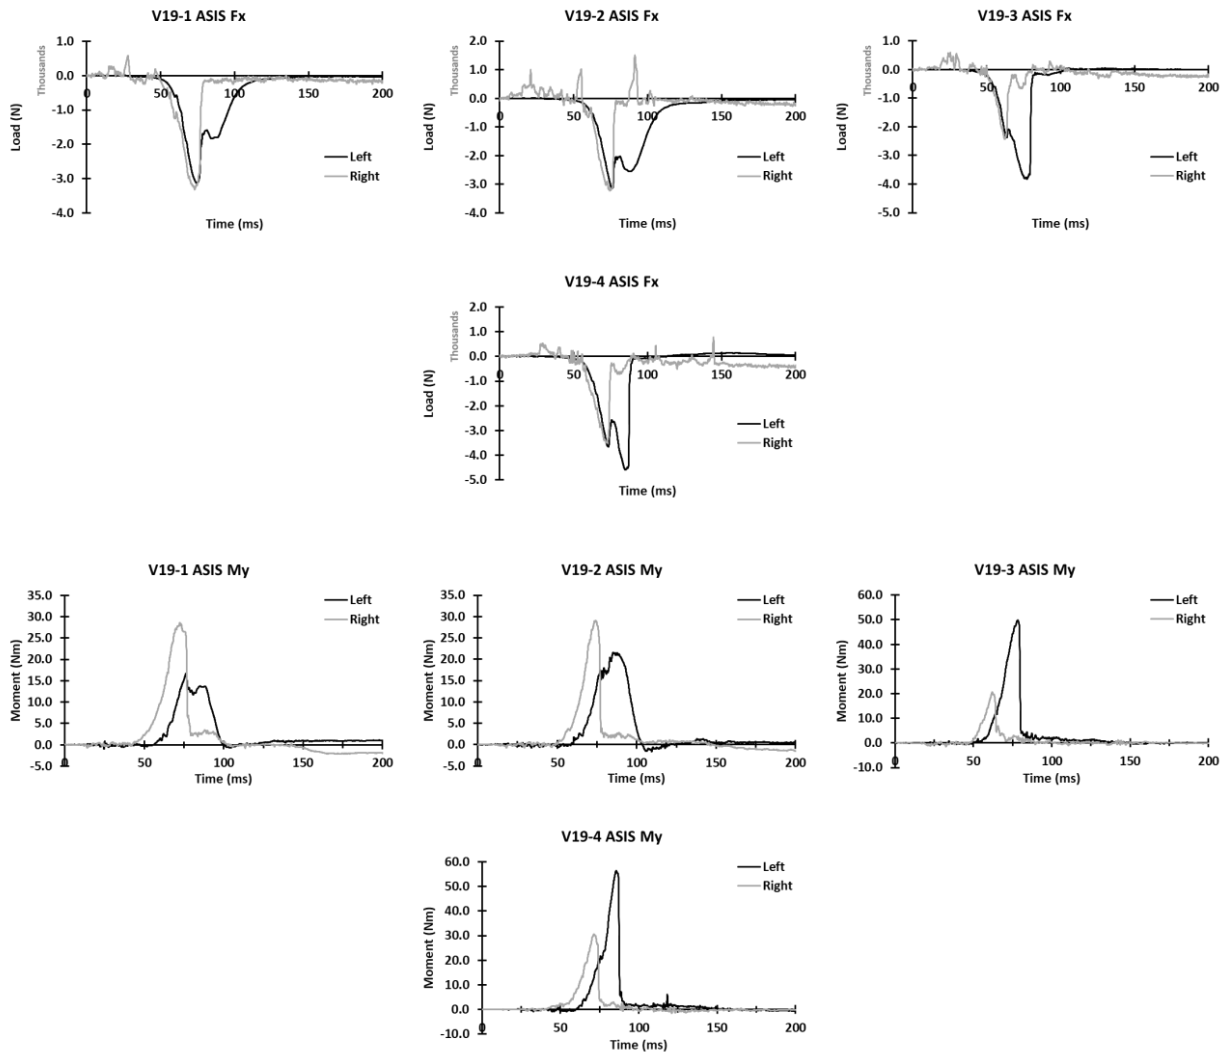 V19-1 ASIS Fx
1.0
0.0
-1.0
-2.0
-3.0
-4.0
0
50
100
150
200
Thousands
Load (N)
Time (ms)
Left
Right
V19-2 ASIS Fx
2.0
1.0
0.0
-1.0
-2.0
-3.0
-4.0
0
50
100
150
200
Thousands
Load (N)
Time (ms)
Left
Right
V19-3 ASIS Fx
1.0
0.0
-1.0
-2.0
-3.0
-4.0
-5.0
0
50
100
150
200
Thousands
Load (N)
Time (ms)
Left
Right
V19-4 ASIS Fx
2.0
1.0
0.0
-1.0
-2.0
-3.0
-4.0
-5.0
0
50
100
150
200
Thousands
Load (N)
Time (ms)
Left
Right
V19-1 ASIS My
35.0
30.0
25.0
20.0
15.0
10.0
5.0
0.0
-5.0
0
50
100
150
200
Moment (Nm)
Time (ms)
Left
Right
V19-2 ASIS My
35.0
30.0
25.0
20.0
15.0
10.0
5.0
0.0
-5.0
0
50
100
150
200
Moment (Nm)
Time (ms)
Left
Right
V19-3 ASIS My
60.0
50.0
40.0
30.0
20.0
10.0
0.0
-10.0
0
50
100
150
200
Moment (Nm)
Time (ms)
Left
Right
V19-4 ASIS My
60.0
50.0
40.0
30.0
20.0
10.0
0.0
-10.0
0
50
100
150
200
Moment (Nm)
Time (ms)
Left
Right